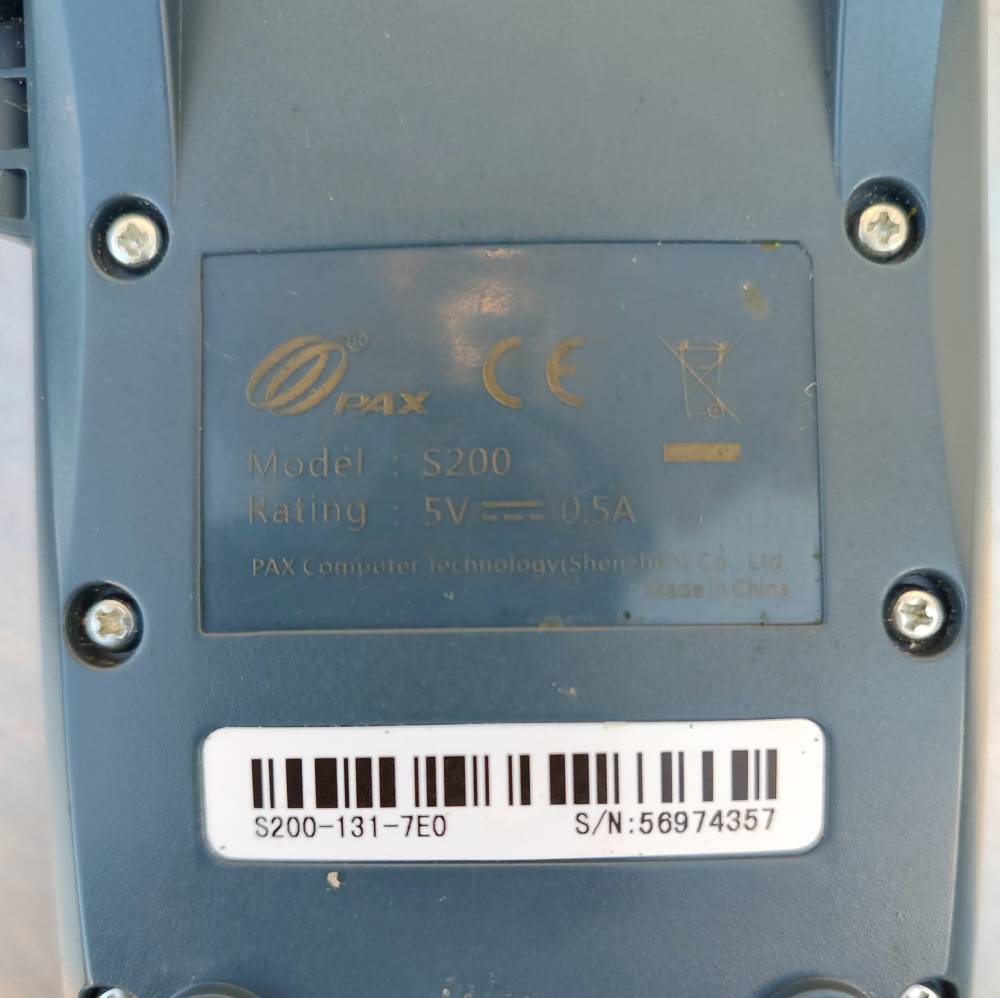 PAX® CE
Model : S200
Rating : 5V ⎓ 0.5A
PAX Computer Technology(Shenzhen) Co., Ltd.
Made in China
S200-131-7E0 S/N:56974357